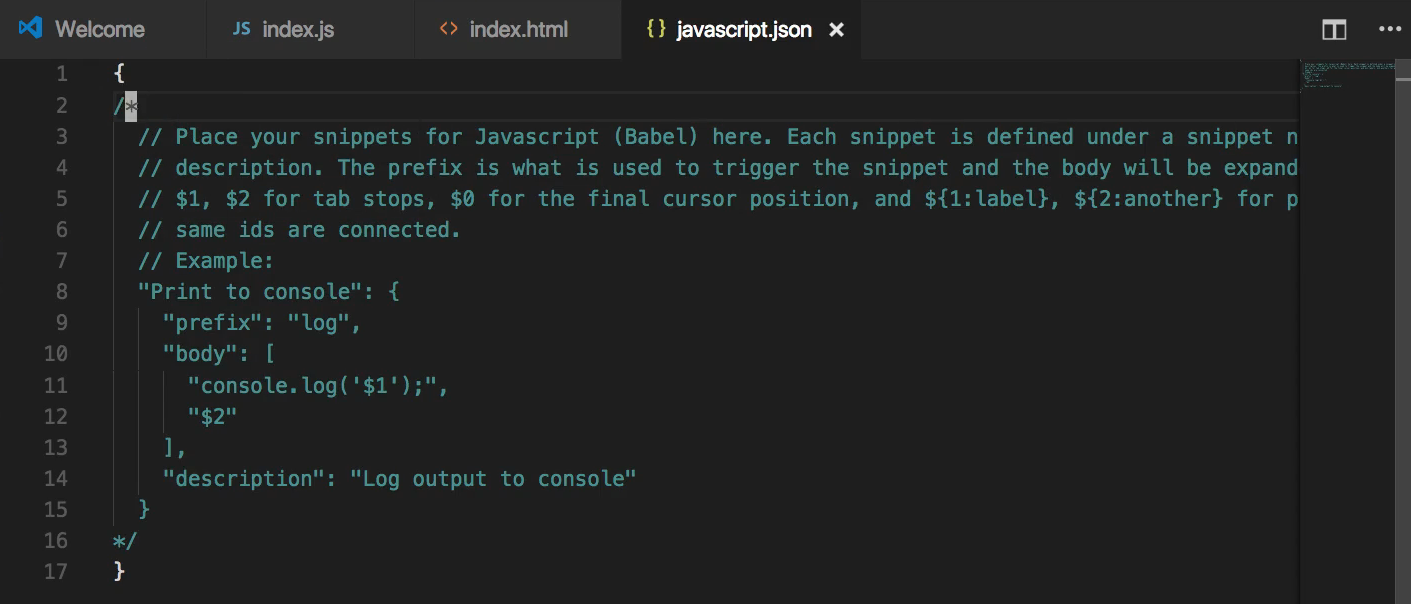 Welcome JS index.js <> index.html {} javascript.json × •••
1 {
2 /*
3 // Place your snippets for Javascript (Babel) here. Each snippet is defined under a snippet n
4 // description. The prefix is what is used to trigger the snippet and the body will be expand
5 // $1, $2 for tab stops, $0 for the final cursor position, and ${1:label}, ${2:another} for p
6 // same ids are connected.
7 // Example:
8 "Print to console": {
9 "prefix": "log",
10 "body": [
11 "console.log('$1');",
12 "$2"
13 ],
14 "description": "Log output to console"
15 }
16 */
17 }